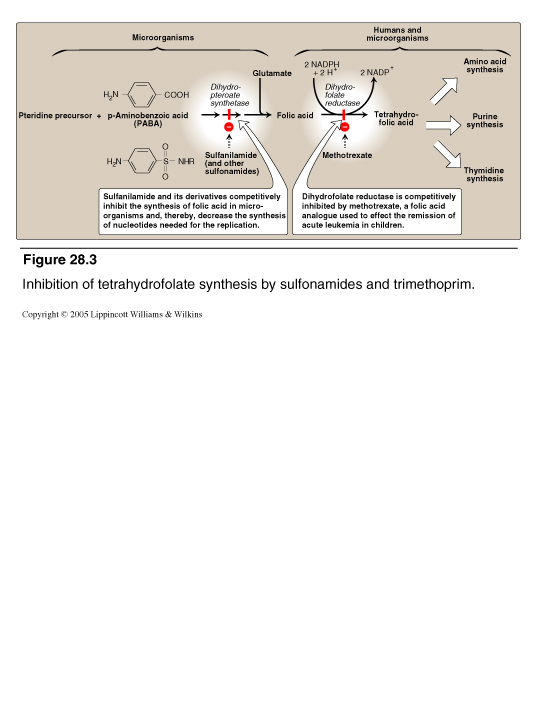 Microorganisms
Humans and
microorganisms
Glutamate
2 NADPH
+ 2 H+
2 NADP+
Amino acid
synthesis
H2N
COOH
Dihydro-
pteroate
synthetase
Dihydro-
folate
reductase
Pteridine precursor + p-Aminobenzoic acid
(PABA)
Folic acid
Tetrahydro-
folic acid
Purine
synthesis
O
H2N
S
NHR
O
Sulfanilamide
(and other
sulfonamides)
Methotrexate
Thymidine
synthesis
Sulfanilamide and its derivatives competitively
inhibit the synthesis of folic acid in micro-
organisms and, thereby, decrease the synthesis
of nucleotides needed for the replication.
Dihydrofolate reductase is competitively
inhibited by methotrexate, a folic acid
analogue used to effect the remission of
acute leukemia in children.
Figure 28.3
Inhibition of tetrahydrofolate synthesis by sulfonamides and trimethoprim.
Copyright © 2005 Lippincott Williams & Wilkins